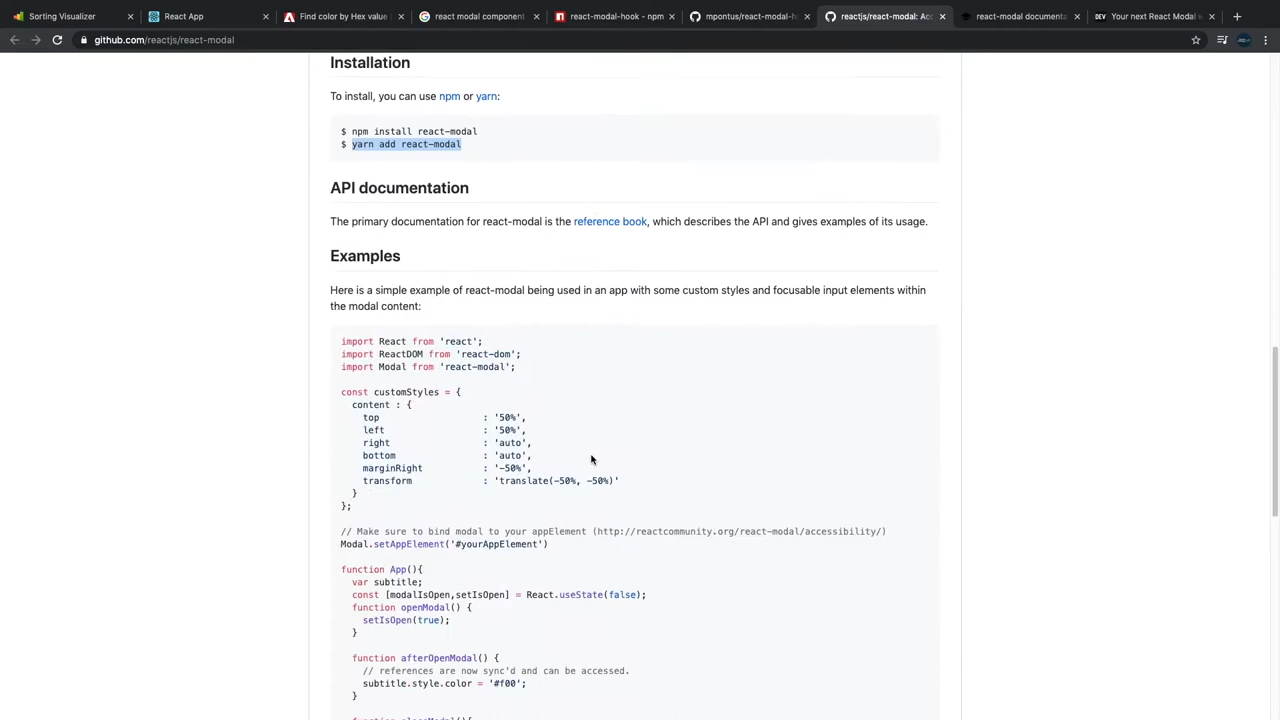 Sorting Visualizer
React App
Find color by Hex value
react modal component
react-modal-hook - npm
mpontus/react-modal-h
reactjs/react-modal: Acc
react-modal documenta
Your next React Modal w
github.com/reactjs/react-modal
Installation
To install, you can use npm or yarn:
$ npm install react-modal
$ yarn add react-modal
API documentation
The primary documentation for react-modal is the reference book, which describes the API and gives examples of its usage.
Examples
Here is a simple example of react-modal being used in an app with some custom styles and focusable input elements within
the modal content:
import React from 'react';
import ReactDOM from 'react-dom';
import Modal from 'react-modal';
const customStyles = {
content : {
top : '50%',
left : '50%',
right : 'auto',
bottom : 'auto',
marginRight : '-50%',
transform : 'translate(-50%, -50%)'
}
};
// Make sure to bind modal to your appElement (http://reactcommunity.org/react-modal/accessibility/)
Modal.setAppElement('#yourAppElement')
function App(){
var subtitle;
const [modalIsOpen,setIsOpen] = React.useState(false);
function openModal() {
setIsOpen(true);
}
function afterOpenModal() {
// references are now sync'd and can be accessed.
subtitle.style.color = '#f00';
}